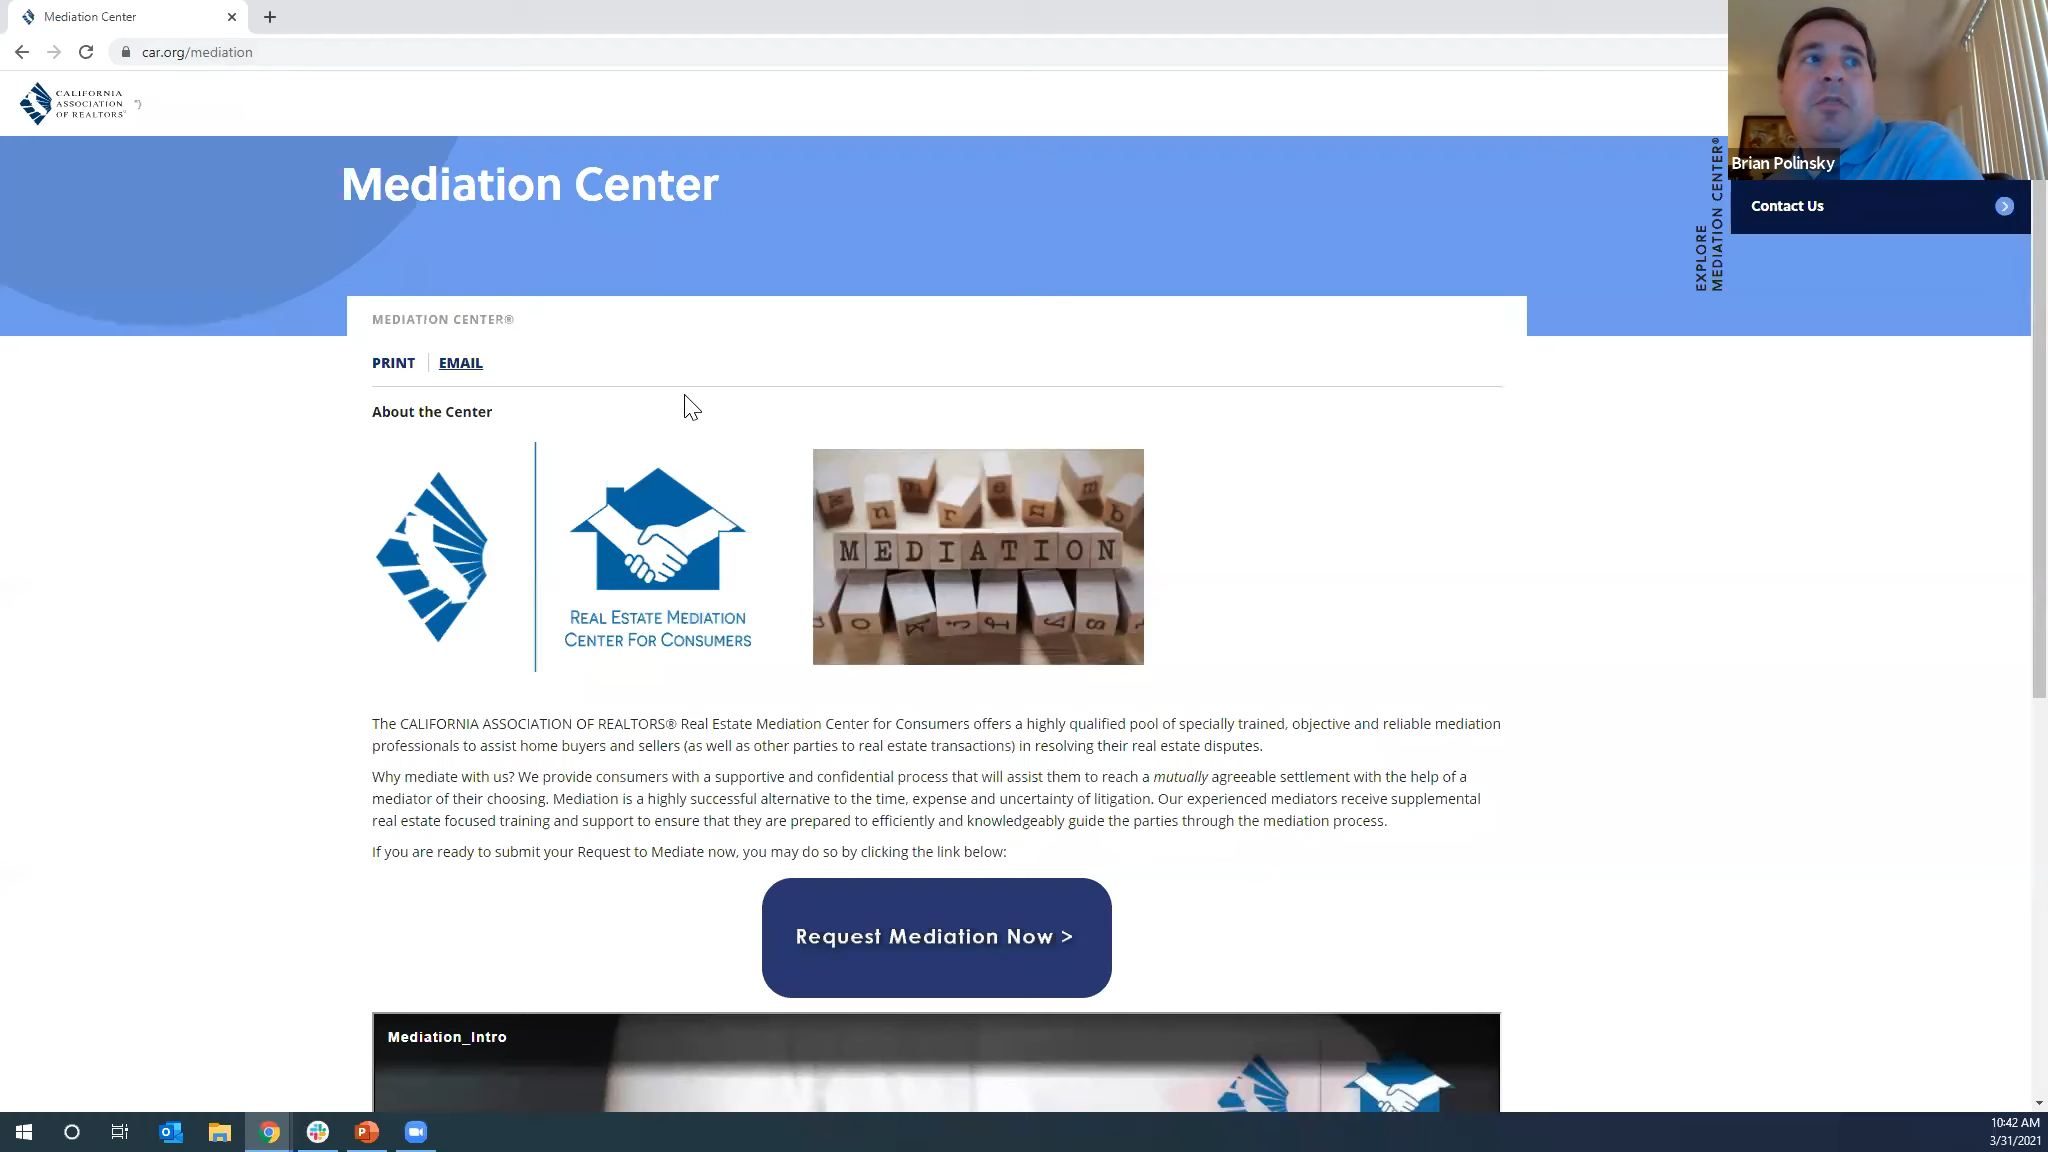 Mediation Center
car.org/mediation
CALIFORNIA
ASSOCIATION
OF REALTORS™
")
Mediation Center
EXPLORE
MEDIATION CENTER®
Brian Polinsky
Contact Us
MEDIATION CENTER®
PRINT
EMAIL
About the Center
REAL ESTATE MEDIATION
CENTER FOR CONSUMERS
MEDIATION
The CALIFORNIA ASSOCIATION OF REALTORS® Real Estate Mediation Center for Consumers offers a highly qualified pool of specially trained, objective and reliable mediation
professionals to assist home buyers and sellers (as well as other parties to real estate transactions) in resolving their real estate disputes.
Why mediate with us? We provide consumers with a supportive and confidential process that will assist them to reach a mutually agreeable settlement with the help of a
mediator of their choosing. Mediation is a highly successful alternative to the time, expense and uncertainty of litigation. Our experienced mediators receive supplemental
real estate focused training and support to ensure that they are prepared to efficiently and knowledgeably guide the parties through the mediation process.
If you are ready to submit your Request to Mediate now, you may do so by clicking the link below:
Request Mediation Now >
Mediation_Intro
10:42 AM
3/31/2021